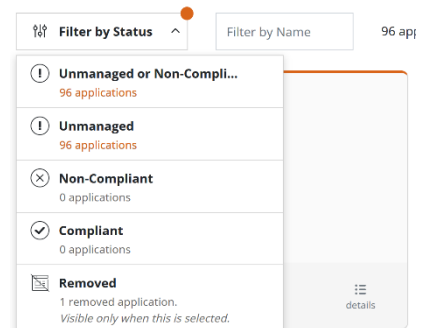 Filter by Status
Filter by Name
96 app
Unmanaged or Non-Compli...
96 applications
Unmanaged
96 applications
Non-Compliant
0 applications
Compliant
0 applications
Removed
1 removed application.
Visible only when this is selected.
details